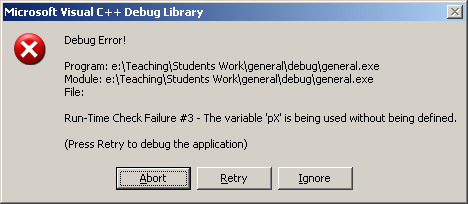 Microsoft Visual C++ Debug Library
Debug Error!
Program: e:\Teaching\Students Work\general\debug\general.exe
Module: e:\Teaching\Students Work\general\debug\general.exe
File:
Run-Time Check Failure #3 - The variable 'pX' is being used without being defined.
(Press Retry to debug the application)
Abort Retry Ignore